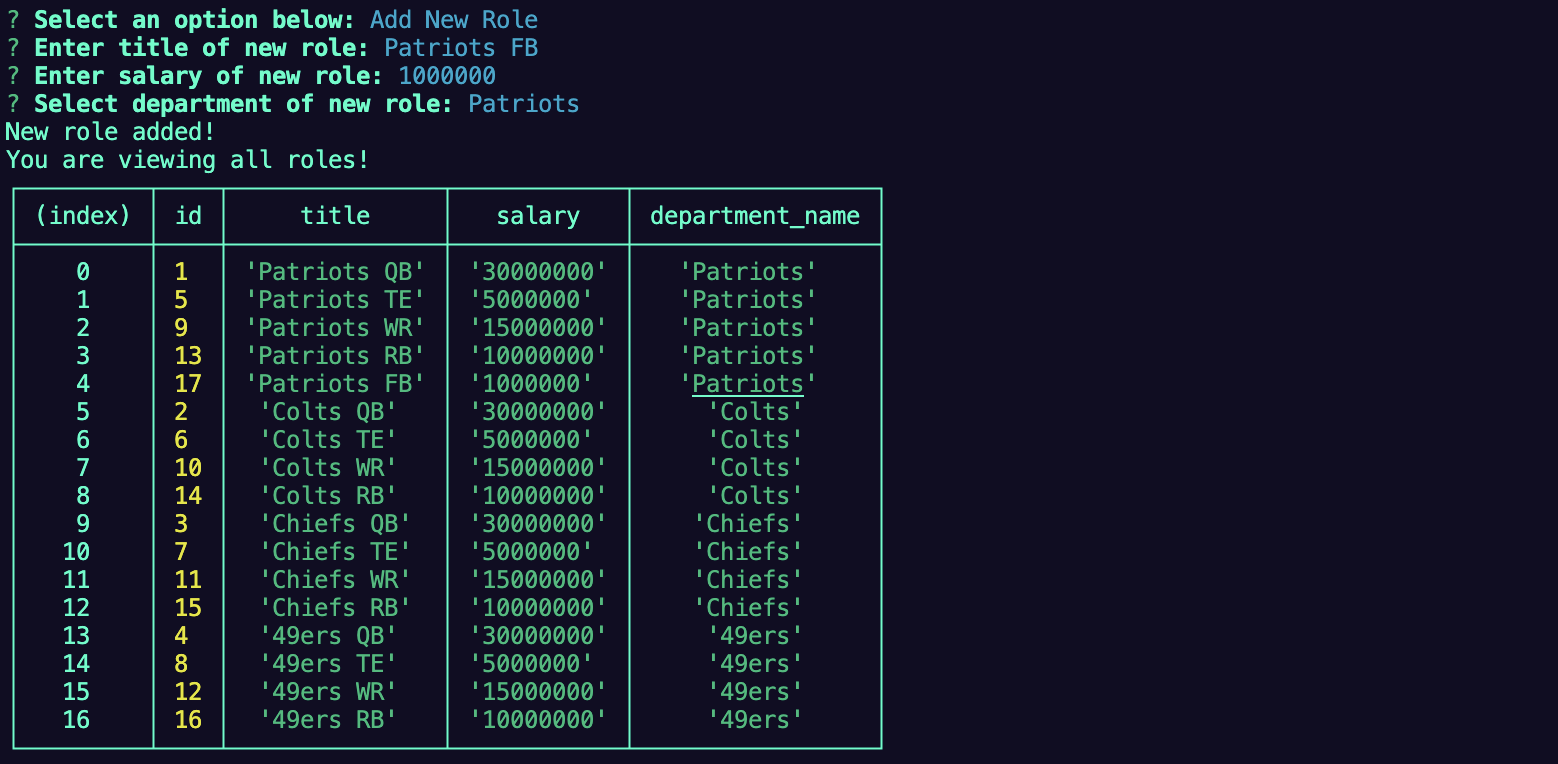 ? Select an option below: Add New Role
? Enter title of new role: Patriots FB
? Enter salary of new role: 1000000
? Select department of new role: Patriots
New role added!
You are viewing all roles!
(index) id title salary department_name
0 1 'Patriots QB' '30000000' 'Patriots'
1 5 'Patriots TE' '5000000' 'Patriots'
2 9 'Patriots WR' '15000000' 'Patriots'
3 13 'Patriots RB' '10000000' 'Patriots'
4 17 'Patriots FB' '1000000' 'Patriots'
5 2 'Colts QB' '30000000' 'Colts'
6 6 'Colts TE' '5000000' 'Colts'
7 10 'Colts WR' '15000000' 'Colts'
8 14 'Colts RB' '10000000' 'Colts'
9 3 'Chiefs QB' '30000000' 'Chiefs'
10 7 'Chiefs TE' '5000000' 'Chiefs'
11 11 'Chiefs WR' '15000000' 'Chiefs'
12 15 'Chiefs RB' '10000000' 'Chiefs'
13 4 '49ers QB' '30000000' '49ers'
14 8 '49ers TE' '5000000' '49ers'
15 12 '49ers WR' '15000000' '49ers'
16 16 '49ers RB' '10000000' '49ers'